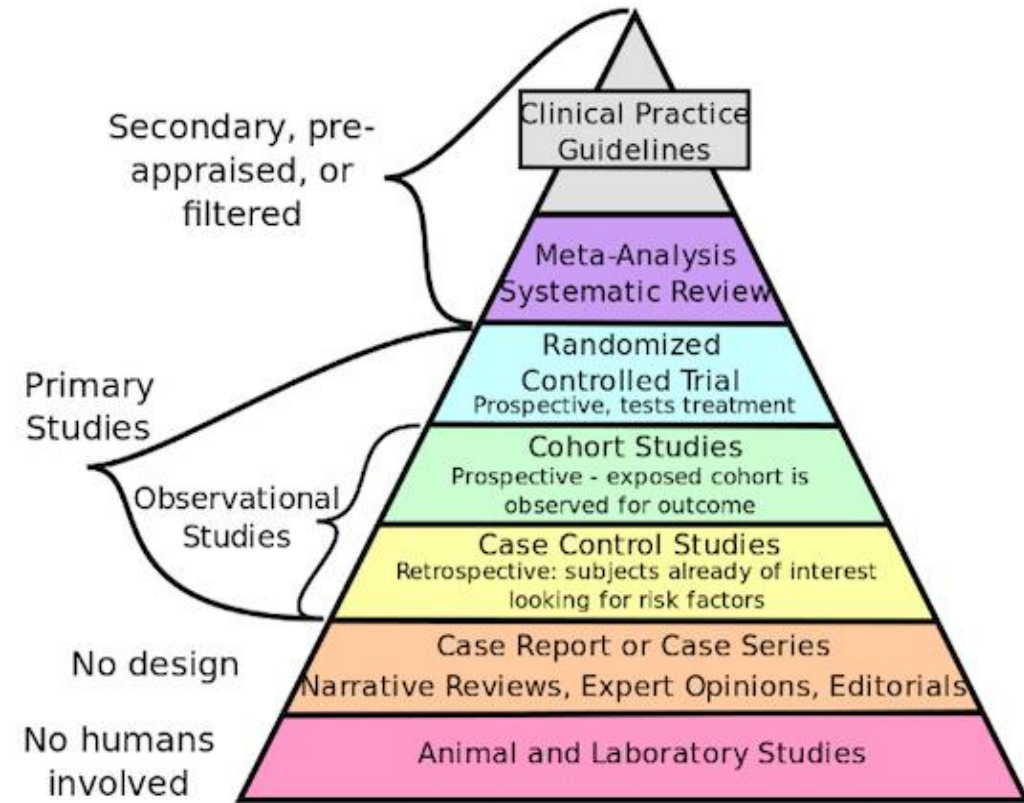 Secondary, pre-
appraised, or
filtered
Clinical Practice
Guidelines
Meta-Analysis
Systematic Review
Primary
Studies
Randomized
Controlled Trial
Prospective, tests treatment
Observational
Studies
Cohort Studies
Prospective - exposed cohort is
observed for outcome
Case Control Studies
Retrospective: subjects already of interest
looking for risk factors
No design
Case Report or Case Series
Narrative Reviews, Expert Opinions, Editorials
No humans
involved
Animal and Laboratory Studies